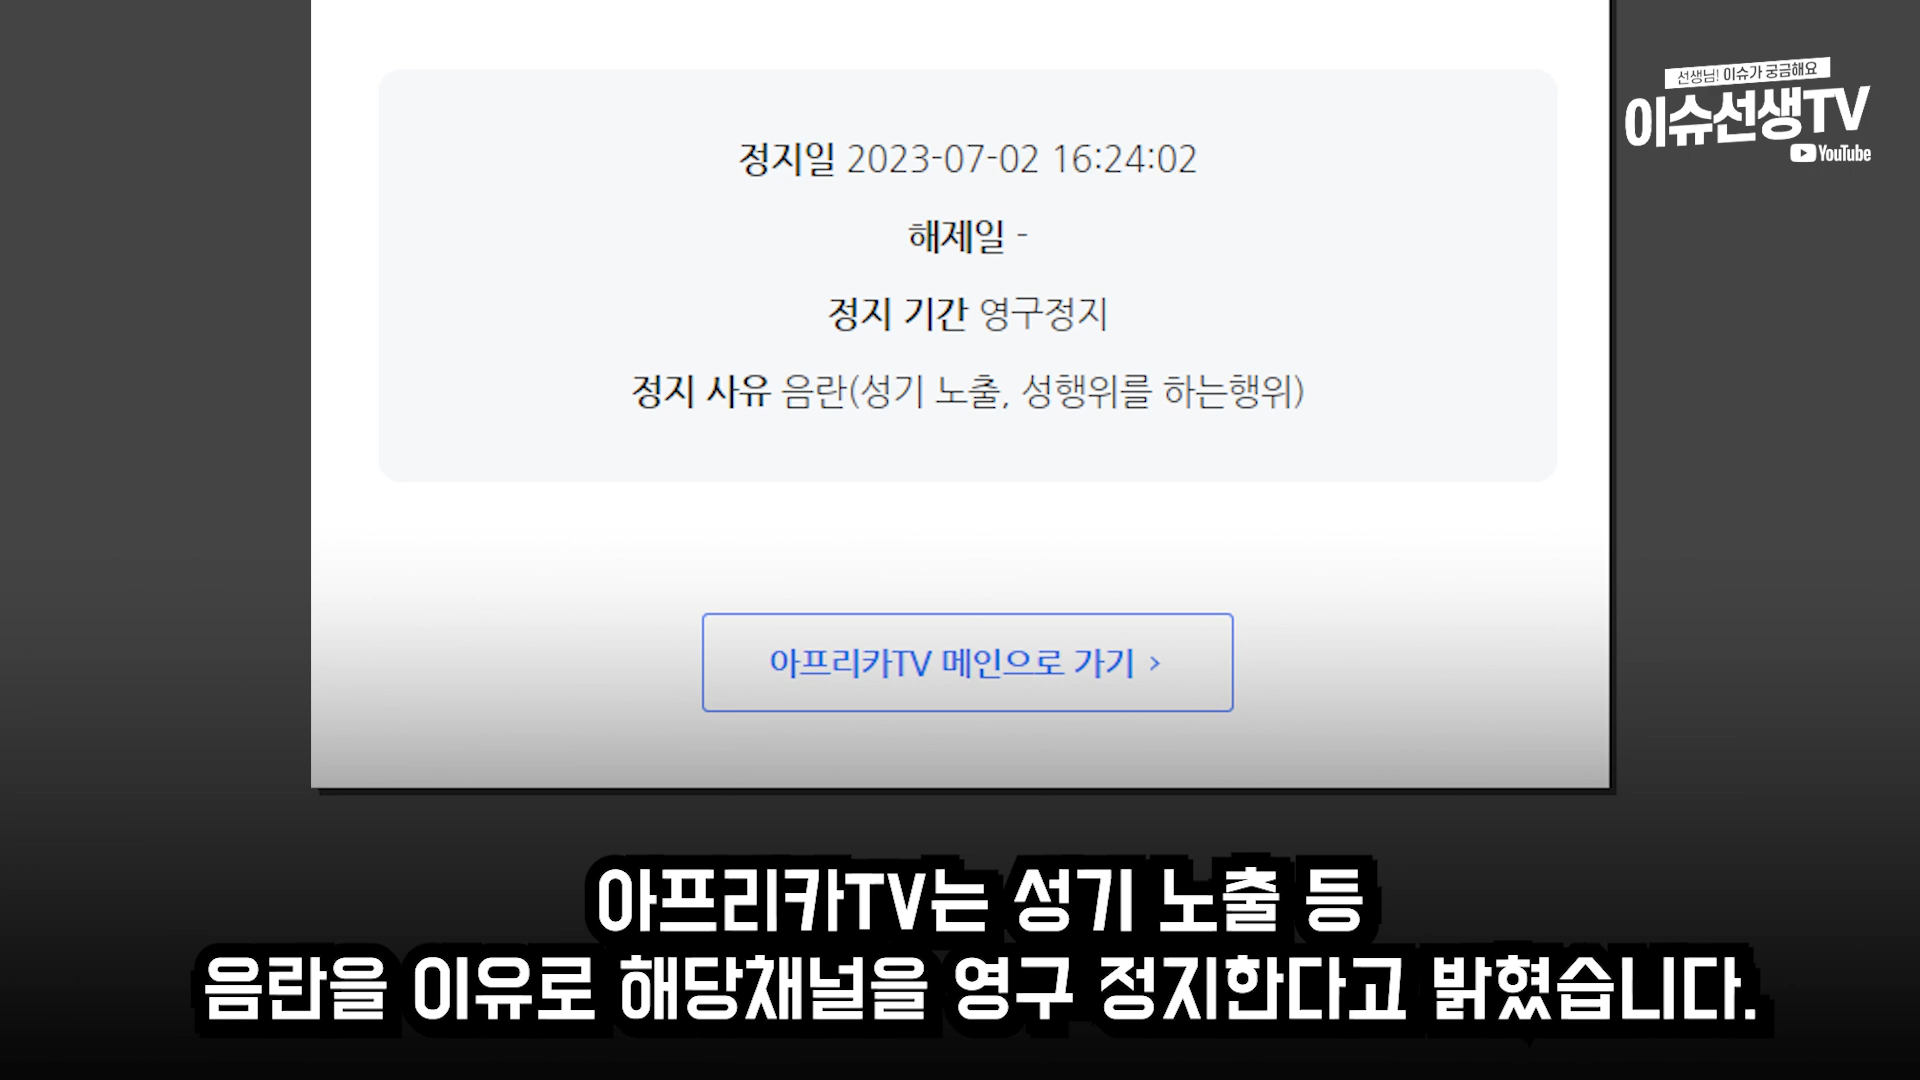 선생님! 이슈가 궁금해요
이슈선생TV
YouTube
정지일 2023-07-02 16:24:02
해제일 -
정지 기간 영구정지
정지 사유 음란(성기 노출, 성행위를 하는행위)
아프리카TV 메인으로 가기 >
아프리카TV는 성기 노출 등
음란을 이유로 해당채널을 영구 정지한다고 밝혔습니다.